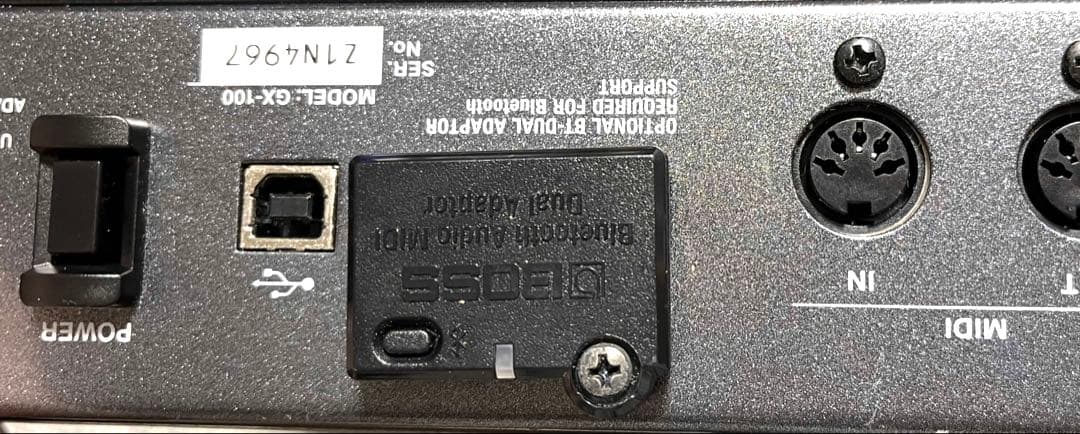 MIDI
IN
BOSS
Bluetooth Audio MIDI
Dual Adaptor
OPTIONAL BT-DUAL ADAPTOR
REQUIRED FOR Bluetooth
SUPPORT
MODEL: GX-100
SER.
No.
Z1N4967
POWER